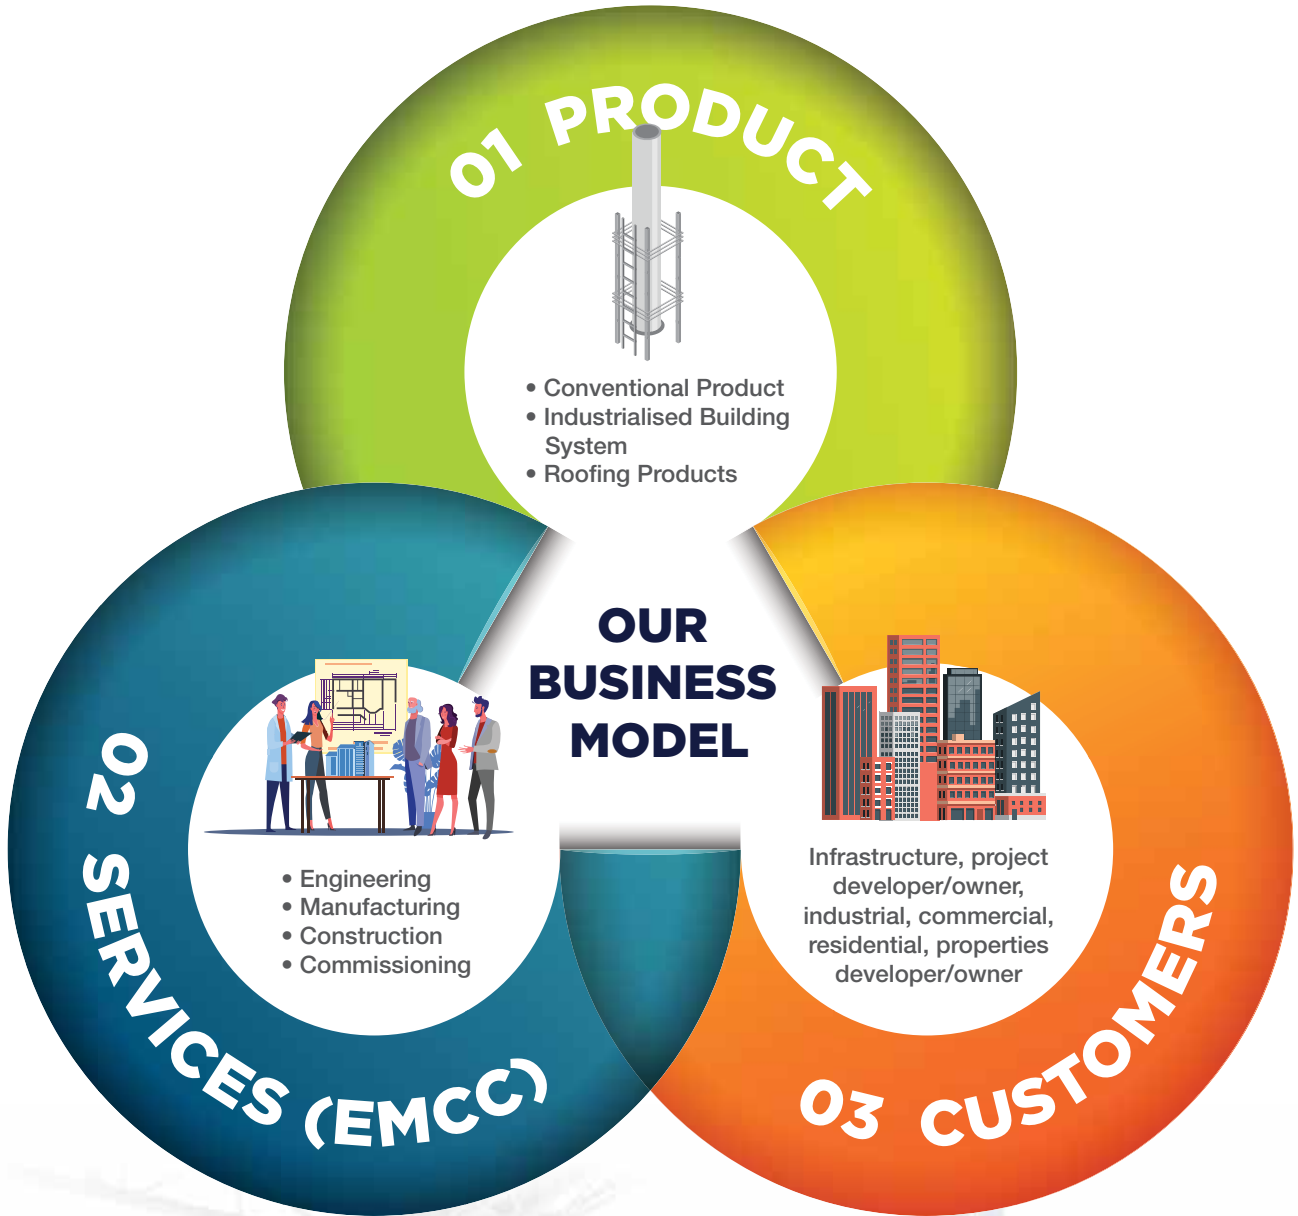 01 PRODUCT
• Conventional Product
• Industrialised Building
System
• Roofing Products
OUR
BUSINESS
MODEL
02 SERVICES (EMCC)
• Engineering
• Manufacturing
• Construction
• Commissioning
Infrastructure, project
developer/owner,
industrial, commercial,
residential, properties
developer/owner
03 CUSTOMERS